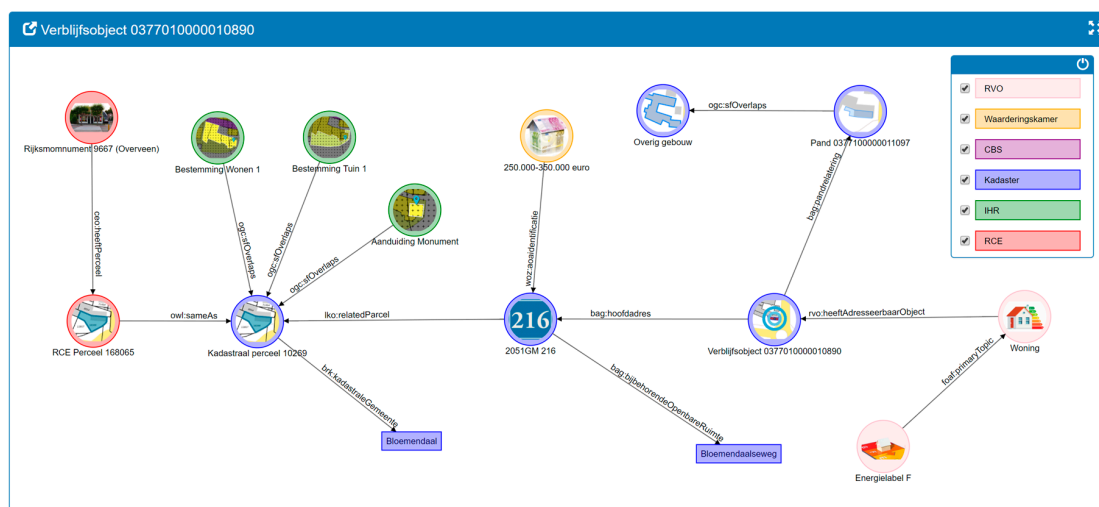 Verblijfsobject 0377010000010890
RVO
Waarderingskamer
CBS
Kadaster
IHR
RCE
Rijksmomnument 9667 (Overveen)
Bestemming Wonen 1
Bestemming Tuin 1
250.000-350.000 euro
Overig gebouw
ogc:sfOverlaps
Pand 0377100000011097
Aanduiding Monument
ceo:heeftPerceel
ogc:sfOverlaps
ogc:sfOverlaps
ogc:sfOverlaps
woz:aoaidentificatie
bag:pandrelatering
RCE Perceel 168065
owl:sameAs
Kadastraal perceel 10269
lko:relatedParcel
216
2051GM 216
bag:hoofdadres
Verblijfsobject 0377010000010890
rvo:heeftAdresseerbaarObject
Woning
brk:kadastraleGemeente
bag:bijbehorendeOpenbareRuimte
foaf:primaryTopic
Bloemendaal
Bloemendaalseweg
Energielabel F